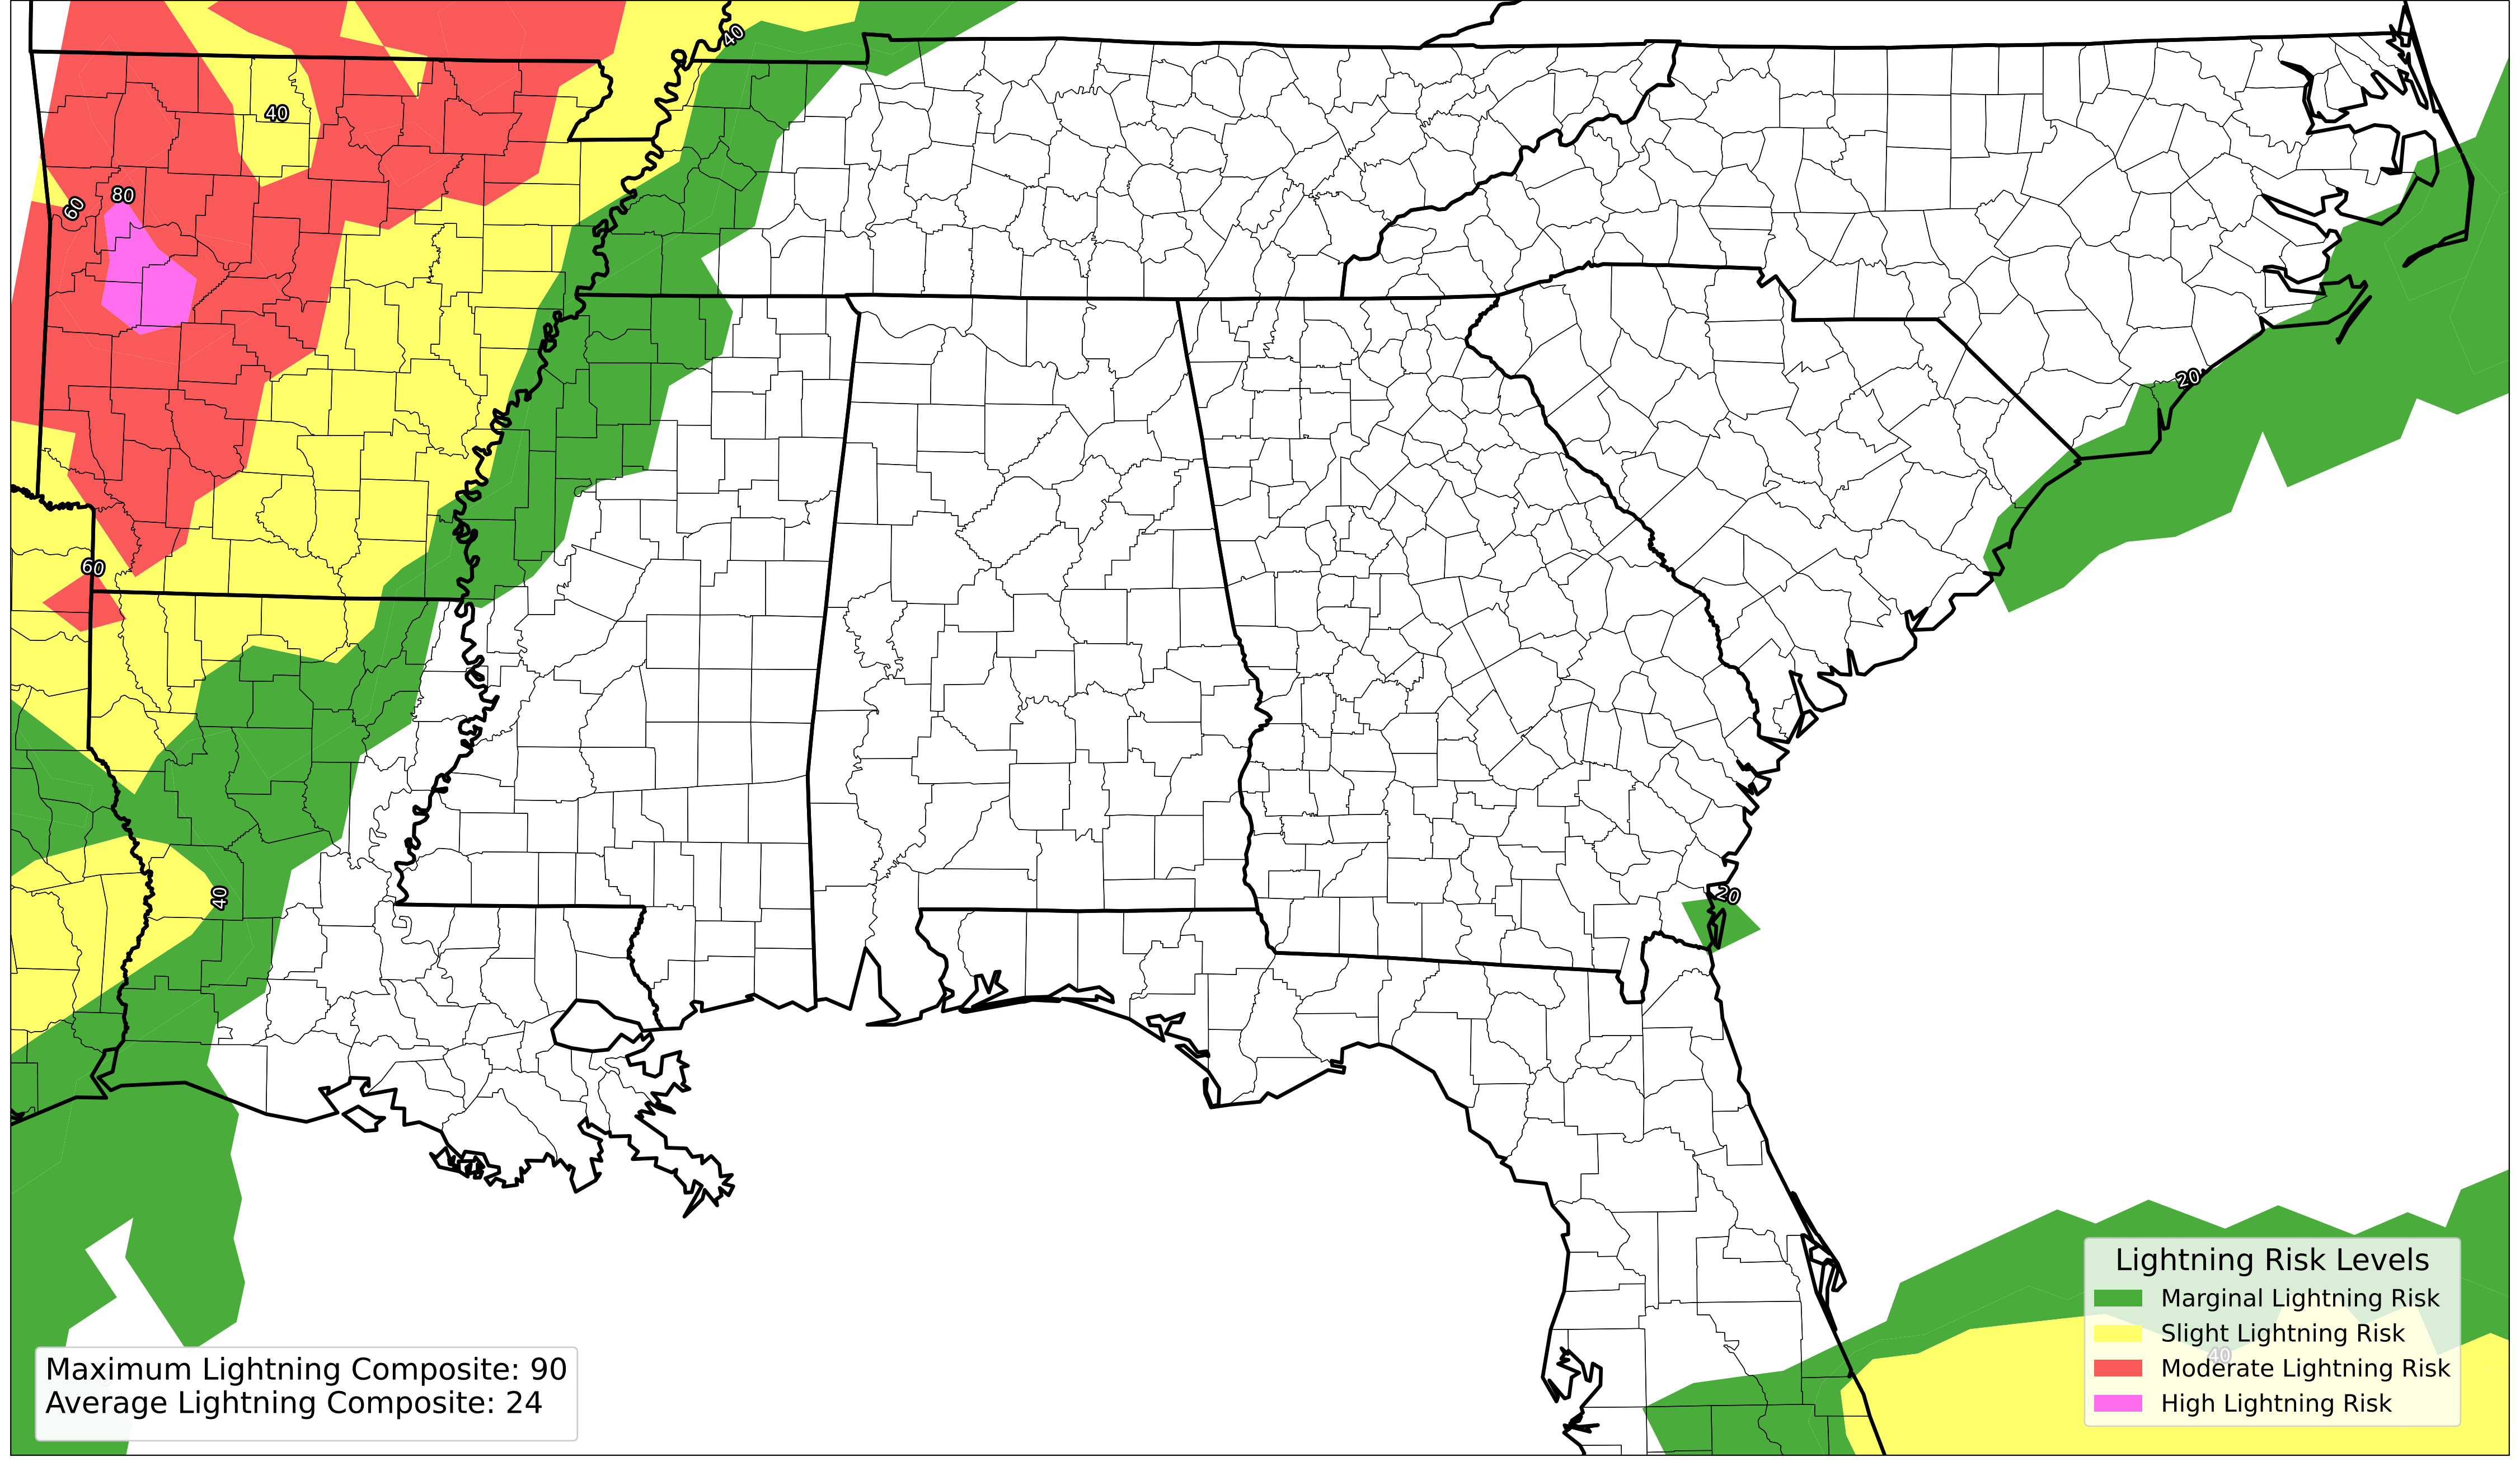 40
40
80
60
20
60
40
20
Lightning Risk Levels
Marginal Lightning Risk
Slight Lightning Risk
40
Moderate Lightning Risk
High Lightning Risk
Maximum Lightning Composite: 90
Average Lightning Composite: 24